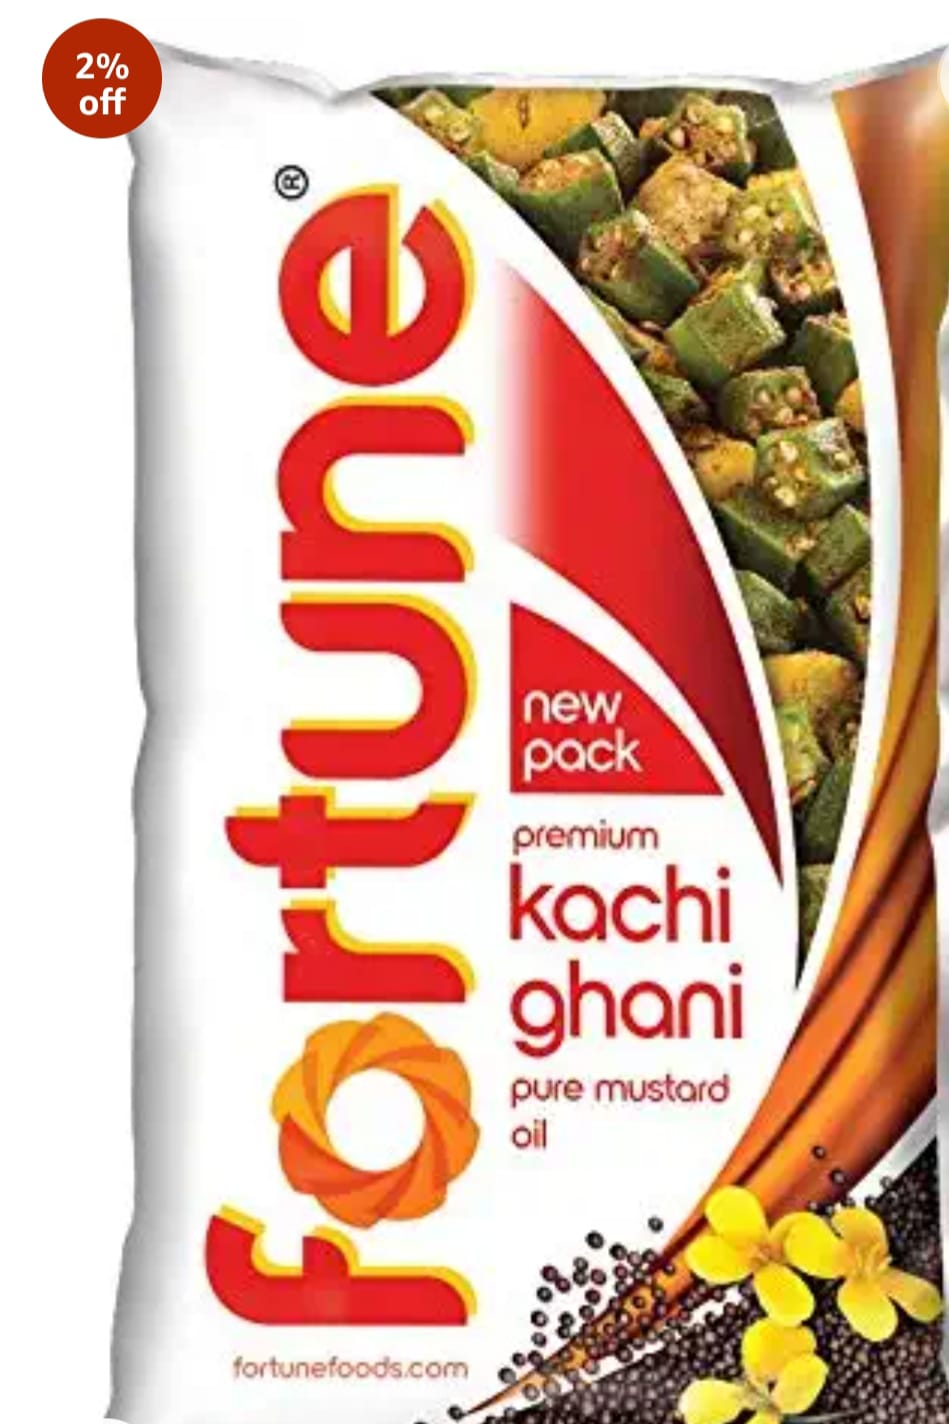 2%
off
fortune®
new
pack
premium
kachi
ghani
pure mustard
oil
fortunefoods.com